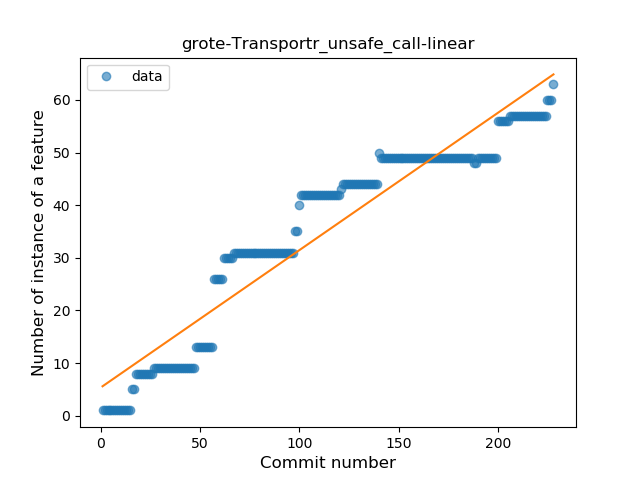 grote-Transportr_unsafe_call-linear
data
Number of instance of a feature
60
50
40
30
20
10
0
0 50 100 150 200
Commit number